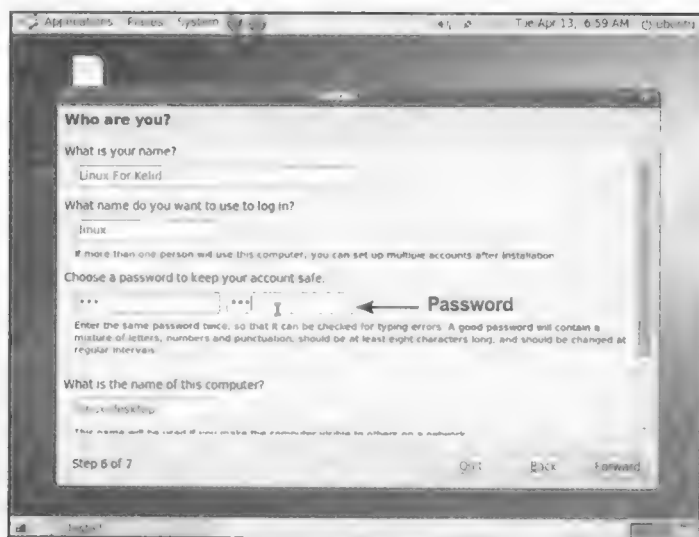 Applications Places System
Tue Apr 13, 6:59 AM ubuntu
Who are you?
What is your name?
Linux For Kelid
What name do you want to use to log in?
linux
If more than one person will use this computer, you can set up multiple accounts after installation.
Choose a password to keep your account safe.
••• •••
Password
Enter the same password twice, so that it can be checked for typing errors. A good password will contain a
mixture of letters, numbers and punctuation, should be at least eight characters long, and should be changed at
regular intervals.
What is the name of this computer?
linux-desktop
This name will be used if you make the computer visible to others on a network.
Step 6 of 7
Quit Back Forward